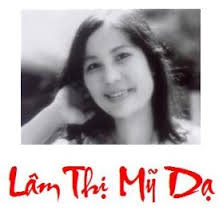 Lâm Thị Mỹ Dạ